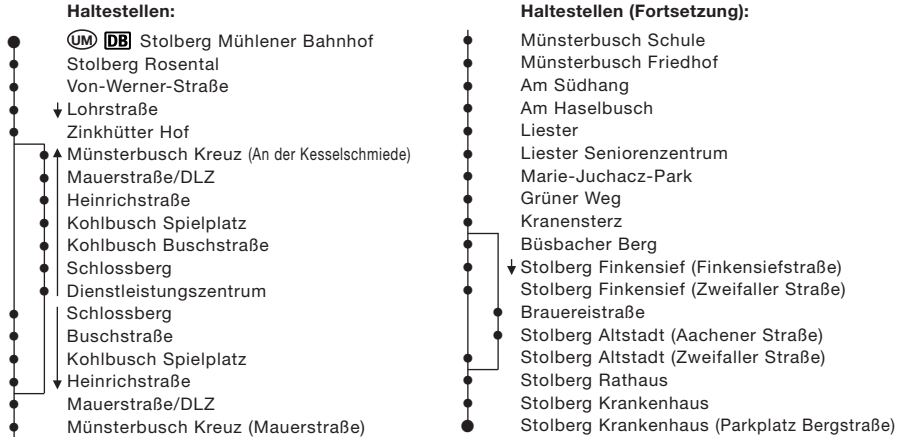 Haltestellen:
UM DB Stolberg Mühlener Bahnhof
Stolberg Rosental
Von-Werner-Straße
Lohrstraße
Zinkhütter Hof
Münsterbusch Kreuz (An der Kesselschmiede)
Mauerstraße/DLZ
Heinrichstraße
Kohlbusch Spielplatz
Kohlbusch Buschstraße
Schlossberg
Dienstleistungszentrum
Schlossberg
Buschstraße
Kohlbusch Spielplatz
Heinrichstraße
Mauerstraße/DLZ
Münsterbusch Kreuz (Mauerstraße)
Haltestellen (Fortsetzung):
Münsterbusch Schule
Münsterbusch Friedhof
Am Südhang
Am Haselbusch
Liester
Liester Seniorenzentrum
Marie-Juchacz-Park
Grüner Weg
Kranensterz
Büsbacher Berg
Stolberg Finkensief (Finkensiefstraße)
Stolberg Finkensief (Zweifaller Straße)
Brauereistraße
Stolberg Altstadt (Aachener Straße)
Stolberg Altstadt (Zweifaller Straße)
Stolberg Rathaus
Stolberg Krankenhaus
Stolberg Krankenhaus (Parkplatz Bergstraße)